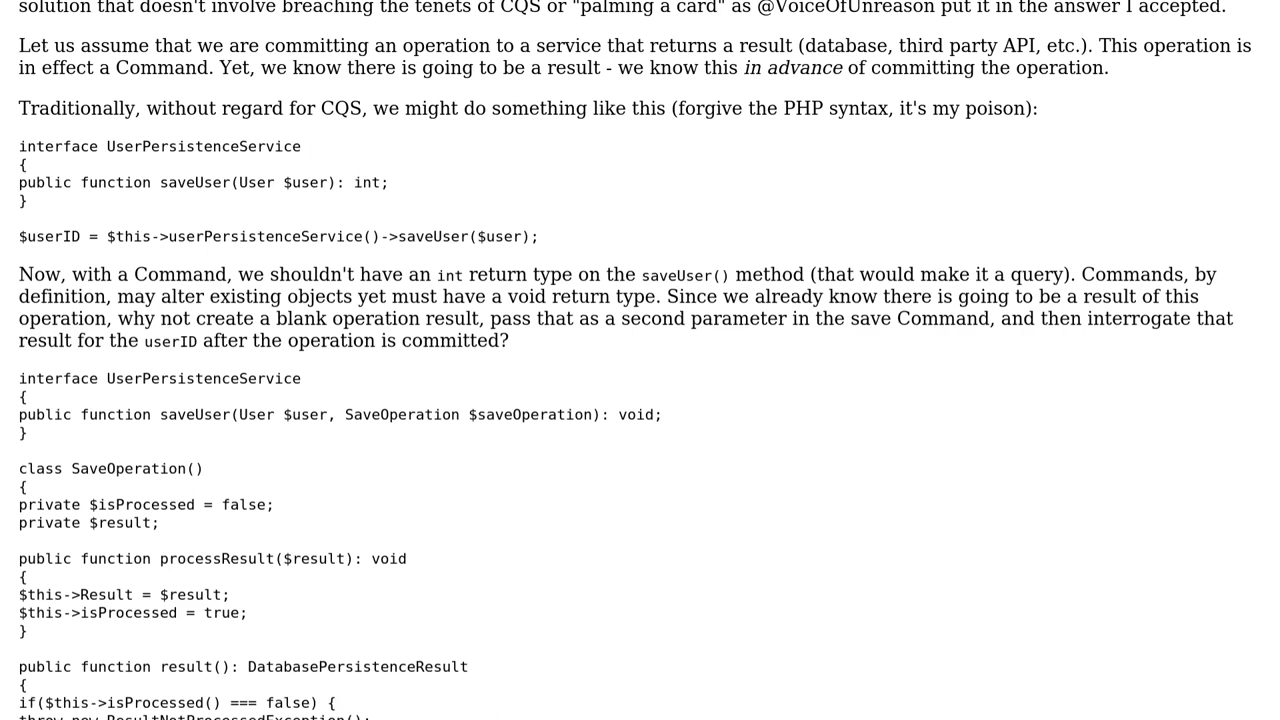 solution that doesn't involve breaching the tenets of CQS or "palming a card" as @VoiceOfUnreason put it in the answer I accepted.
Let us assume that we are committing an operation to a service that returns a result (database, third party API, etc.). This operation is
in effect a Command. Yet, we know there is going to be a result - we know this in advance of committing the operation.
Traditionally, without regard for CQS, we might do something like this (forgive the PHP syntax, it's my poison):
interface UserPersistenceService
{
public function saveUser(User $user): int;
}
$userID = $this->userPersistenceService()->saveUser($user);
Now, with a Command, we shouldn't have an int return type on the saveUser() method (that would make it a query). Commands, by
definition, may alter existing objects yet must have a void return type. Since we already know there is going to be a result of this
operation, why not create a blank operation result, pass that as a second parameter in the save Command, and then interrogate that
result for the userID after the operation is committed?
interface UserPersistenceService
{
public function saveUser(User $user, SaveOperation $saveOperation): void;
}
class SaveOperation()
{
private $isProcessed = false;
private $result;
public function processResult($result): void
{
$this->Result = $result;
$this->isProcessed = true;
}
public function result(): DatabasePersistenceResult
{
if($this->isProcessed() === false) {
throw new ResultNotProcessedException();